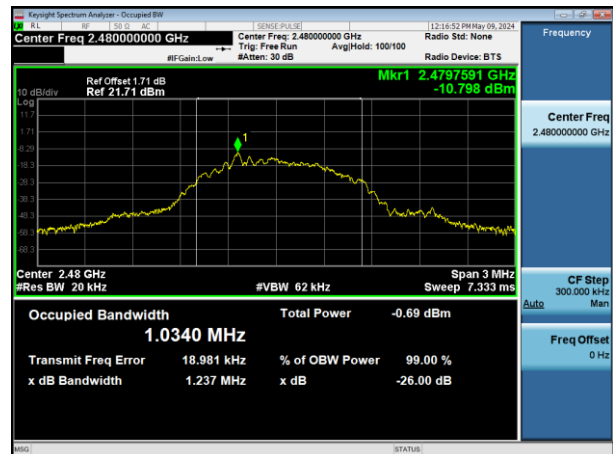 Keysight Spectrum Analyzer - Occupied BW
RL RF 50 Ω AC SENSE:PULSE 12:16:52 PM May 09, 2024
Center Freq 2.480000000 GHz Center Freq: 2.480000000 GHz Radio Std: None Frequency
Trig: Free Run Avg|Hold: 100/100
#IFGain:Low #Atten: 30 dB Radio Device: BTS
Ref Offset 1.71 dB Mkr1 2.4797591 GHz
10 dB/div Ref 21.71 dBm -10.798 dBm
Log
11.7
1.71
-8.29
-18.3
-28.3
-38.3
-48.3
-58.3
-68.3
1
Center Freq
2.480000000 GHz
Center 2.48 GHz Span 3 MHz
#Res BW 20 kHz #VBW 62 kHz Sweep 7.333 ms
CF Step
300.000 kHz
Auto Man
Occupied Bandwidth Total Power -0.69 dBm
1.0340 MHz
Freq Offset
0 Hz
Transmit Freq Error 18.981 kHz % of OBW Power 99.00 %
x dB Bandwidth 1.237 MHz x dB -26.00 dB
MSG STATUS